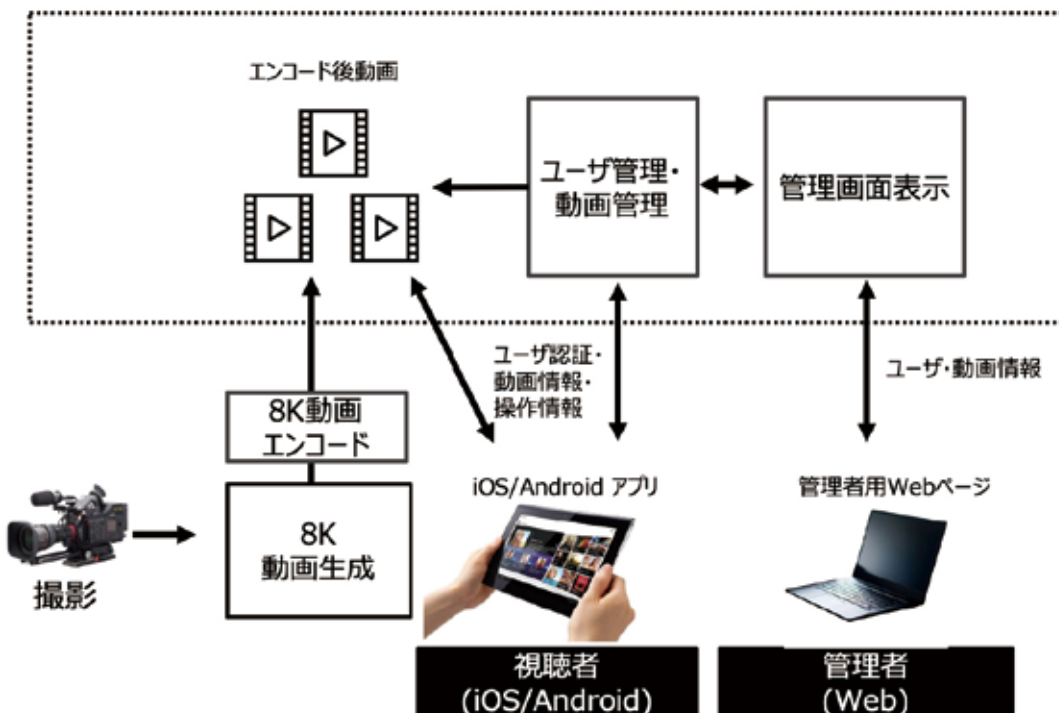 エンコード後動画
ユーザ管理・
動画管理
管理画面表示
ユーザ認証・
動画情報・
操作情報
ユーザ・動画情報
8K動画
エンコード
iOS/Android アプリ
管理者用Webページ
8K
動画生成
撮影
視聴者
(iOS/Android)
管理者
(Web)